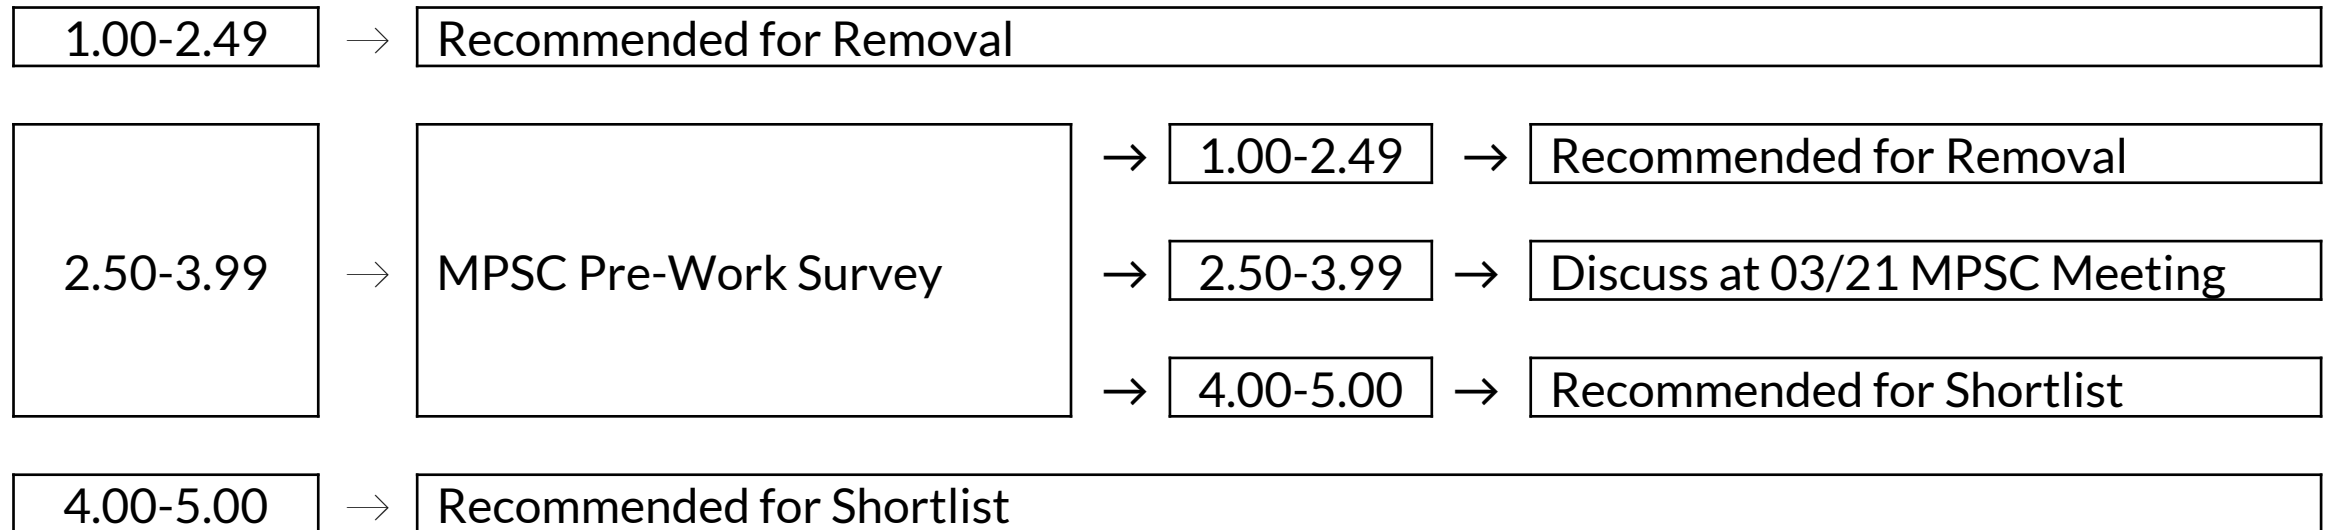 1.00-2.49 → Recommended for Removal
→ 1.00-2.49 → Recommended for Removal
2.50-3.99 → MPSC Pre-Work Survey → 2.50-3.99 → Discuss at 03/21 MPSC Meeting
→ 4.00-5.00 → Recommended for Shortlist
4.00-5.00 → Recommended for Shortlist